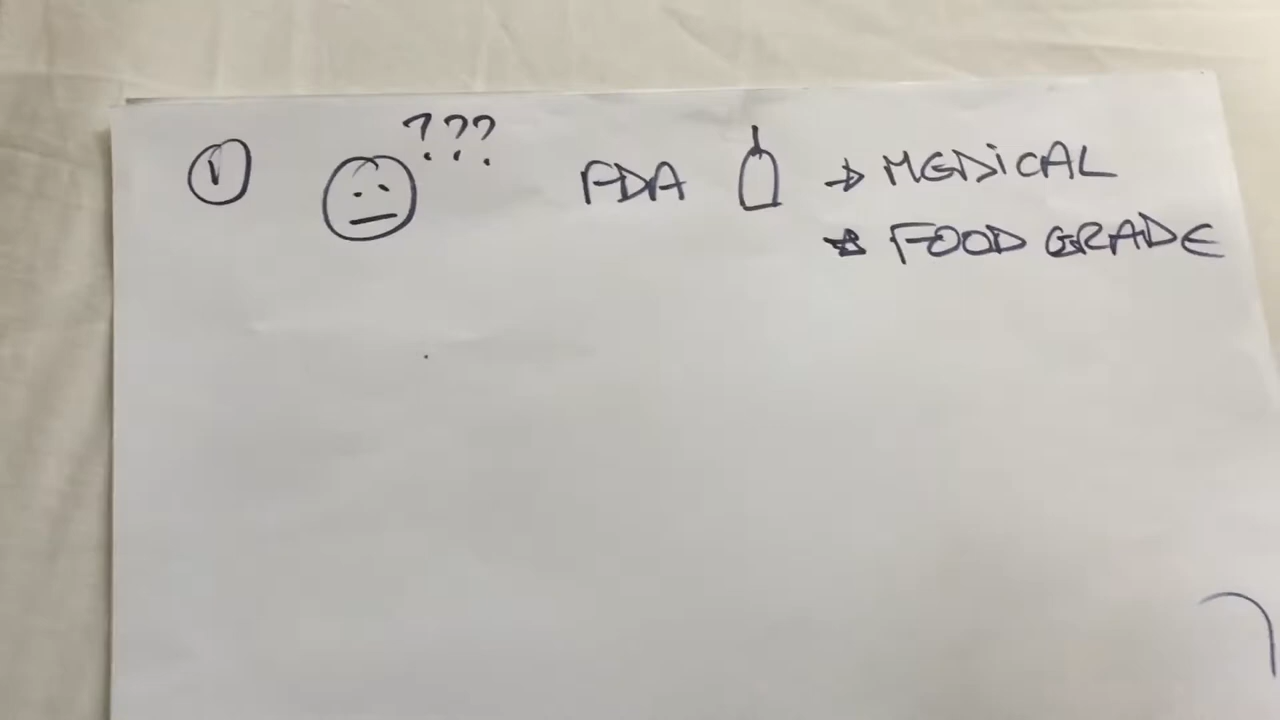 1 ??? FDA → MEDICAL
→ FOOD GRADE